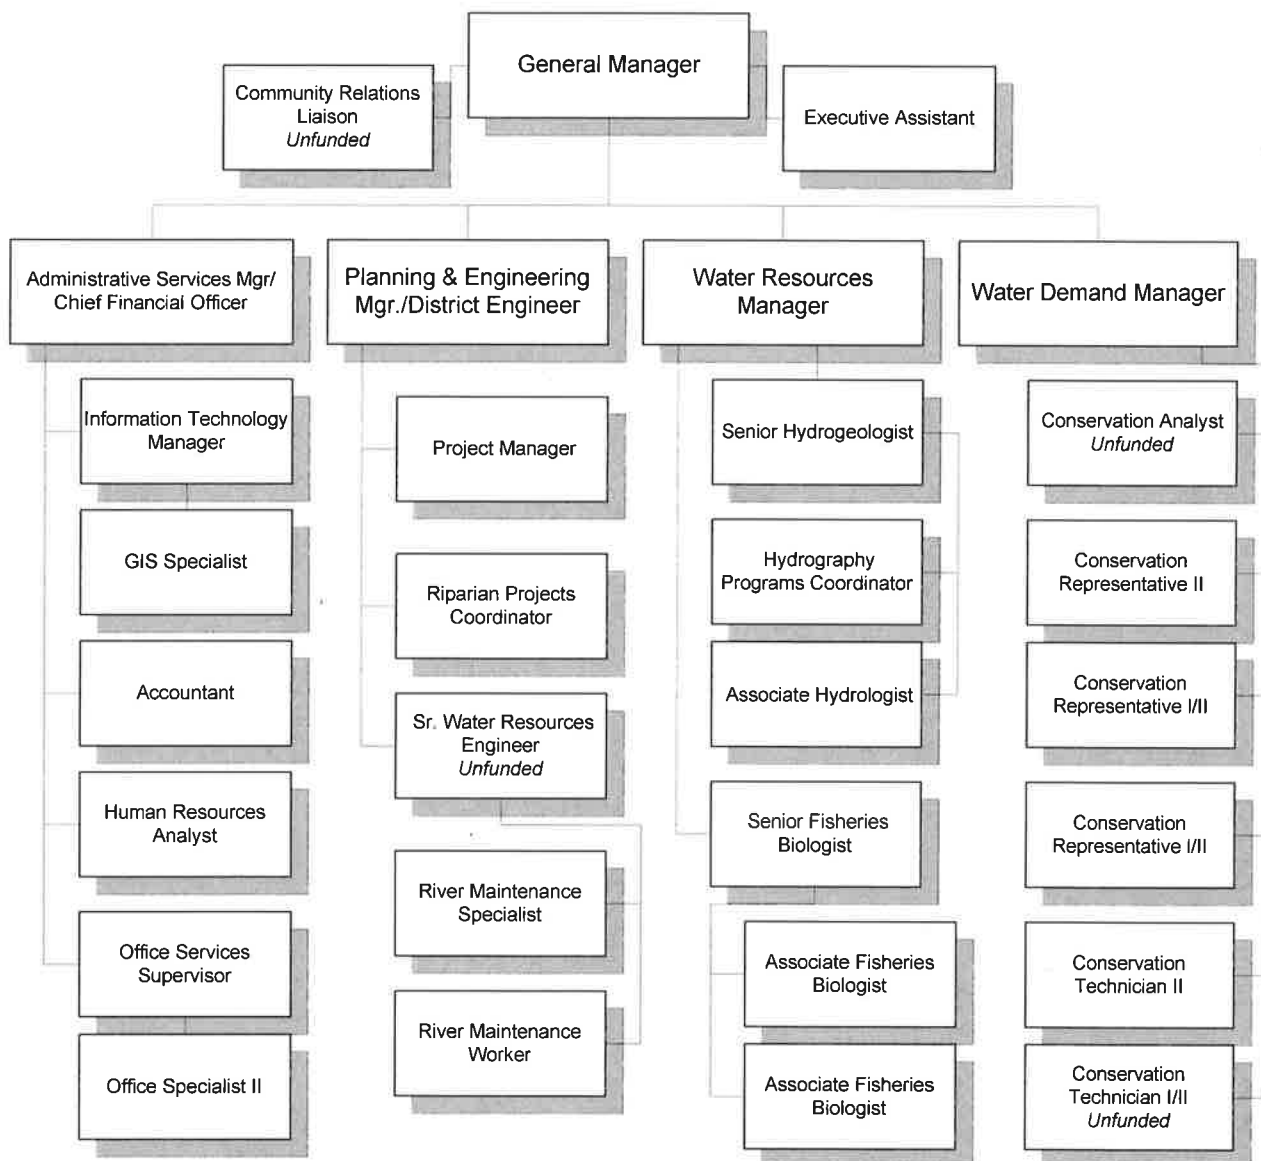 General Manager
Community Relations
Liaison
Unfunded
Executive Assistant
Administrative Services Mgr/
Chief Financial Officer
Planning & Engineering
Mgr./District Engineer
Water Resources
Manager
Water Demand Manager
Information Technology
Manager
GIS Specialist
Accountant
Human Resources
Analyst
Office Services
Supervisor
Office Specialist II
Project Manager
Riparian Projects
Coordinator
Sr. Water Resources
Engineer
Unfunded
River Maintenance
Specialist
River Maintenance
Worker
Senior Hydrogeologist
Hydrography
Programs Coordinator
Associate Hydrologist
Senior Fisheries
Biologist
Associate Fisheries
Biologist
Associate Fisheries
Biologist
Conservation Analyst
Unfunded
Conservation
Representative II
Conservation
Representative I/II
Conservation
Representative I/II
Conservation
Technician II
Conservation
Technician I/II
Unfunded